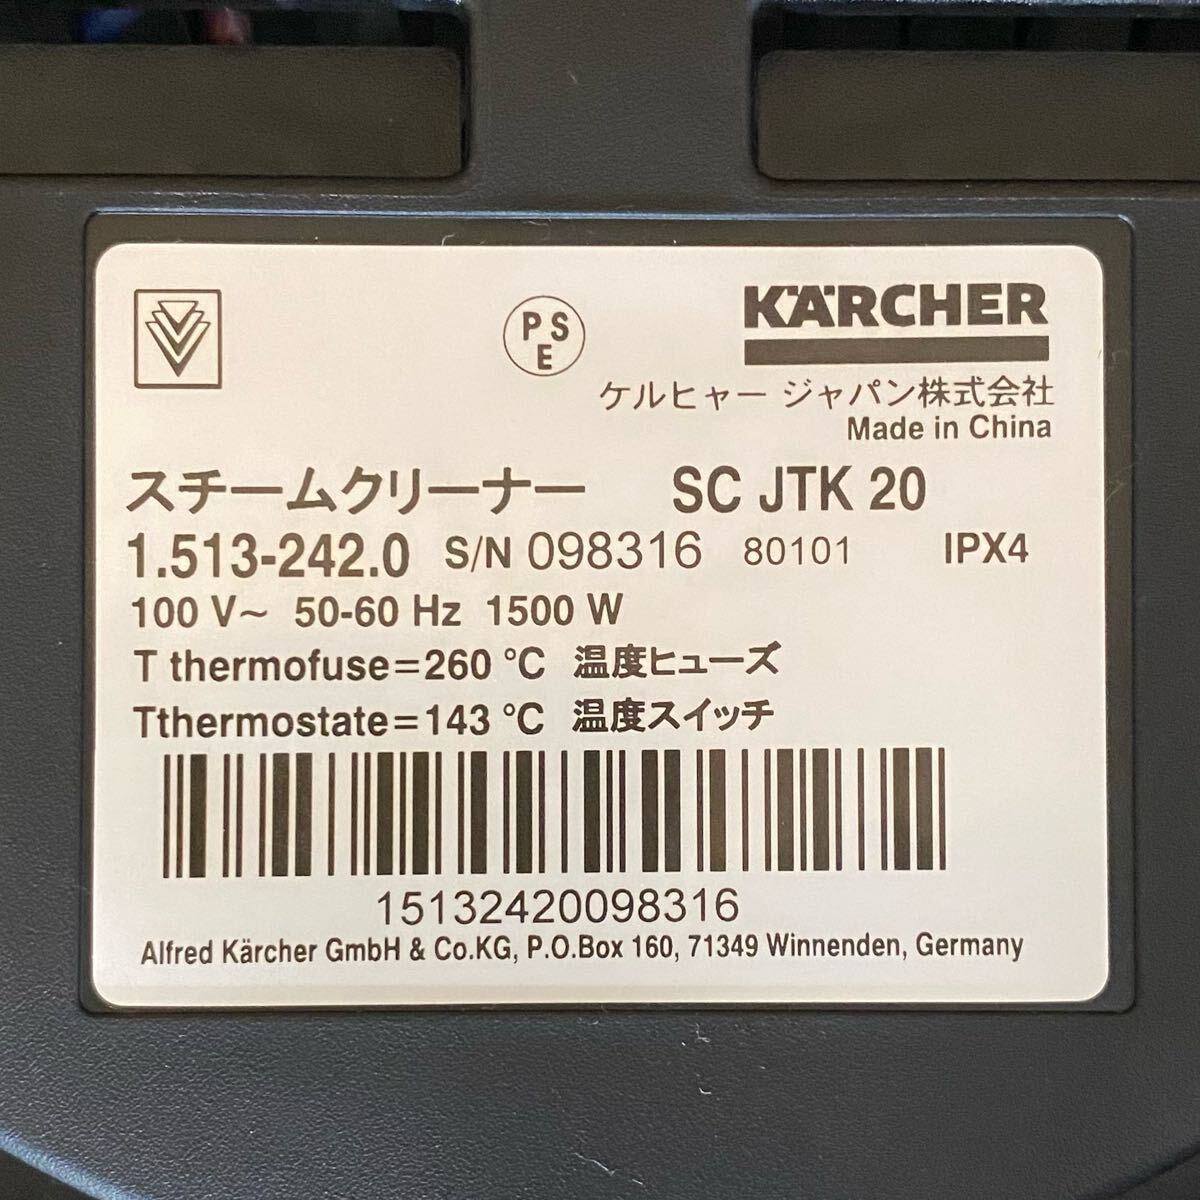 PSE
KÄRCHER
ケルヒャー ジャパン株式会社
Made in China
スチームクリーナー SC JTK 20
1.513-242.0 S/N 098316 80101 IPX4
100 V~ 50-60 Hz 1500 W
T thermofuse=260 °C 温度ヒューズ
Tthermostate=143 °C 温度スイッチ
15132420098316
Alfred Kärcher GmbH & Co.KG, P.O.Box 160, 71349 Winnenden, Germany